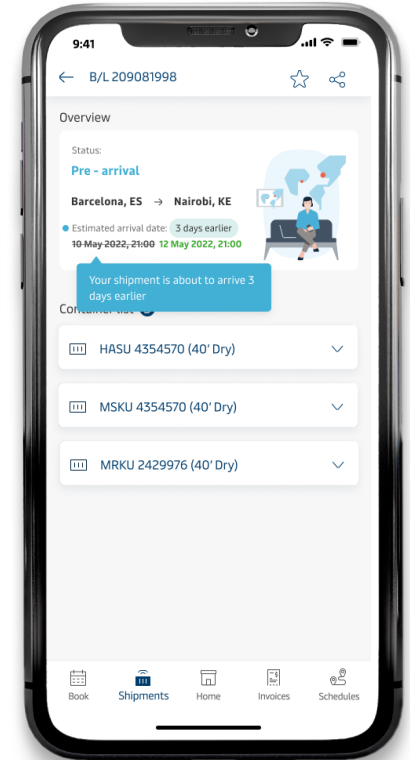 9:41
B/L 209081998
Overview
Status:
Pre - arrival
Barcelona, ES → Nairobi, KE
Estimated arrival date: 3 days earlier
10 May 2022, 21:00 12 May 2022, 21:00
Your shipment is about to arrive 3
days earlier
Container list
HASU 4354570 (40' Dry)
MSKU 4354570 (40' Dry)
MRKU 2429976 (40' Dry)
Book Shipments Home Invoices Schedules